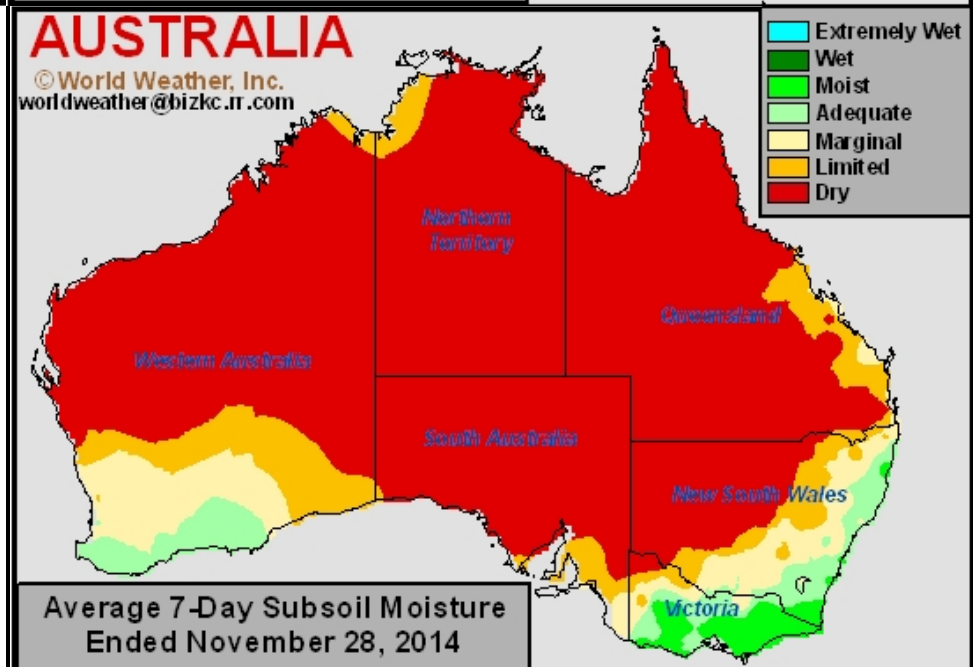 AUSTRALIA
©World Weather, Inc.
worldweather@bizkc.rr.com
Extremely Wet
Wet
Moist
Adequate
Marginal
Limited
Dry
Northern
Territory
Queensland
Western Australia
South Australia
New South Wales
Victoria
Average 7-Day Subsoil Moisture
Ended November 28, 2014